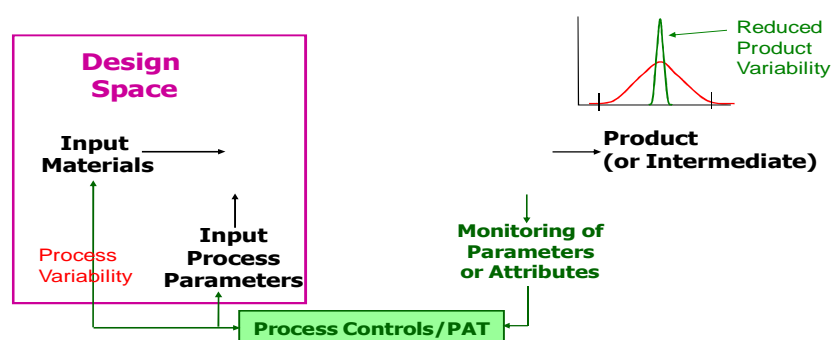 Reduced
Product
Variability
Design
Space
Input
Materials
Product
(or Intermediate)
Process
Variability
Input
Process
Parameters
Monitoring of
Parameters
or Attributes
Process Controls/PAT